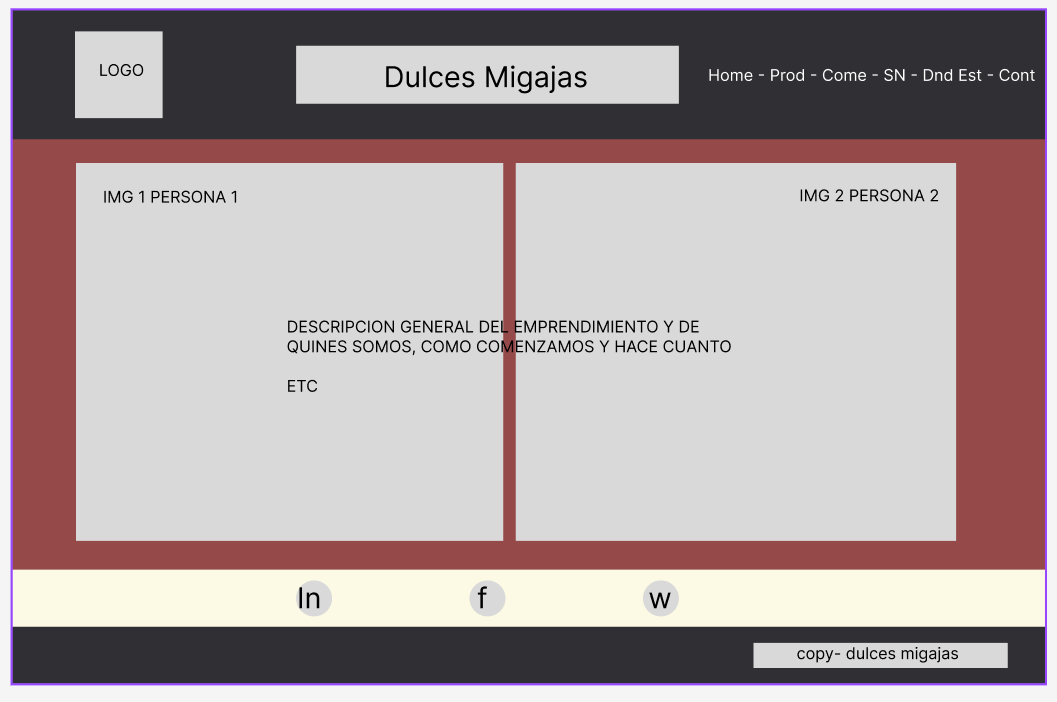 LOGO
Dulces Migajas
Home - Prod - Come - SN - Dnd Est - Cont
IMG 1 PERSONA 1
IMG 2 PERSONA 2
DESCRIPCION GENERAL DEL EMPRENDIMIENTO Y DE
QUINES SOMOS, COMO COMENZAMOS Y HACE CUANTO
ETC
In
f
w
copy- dulces migajas